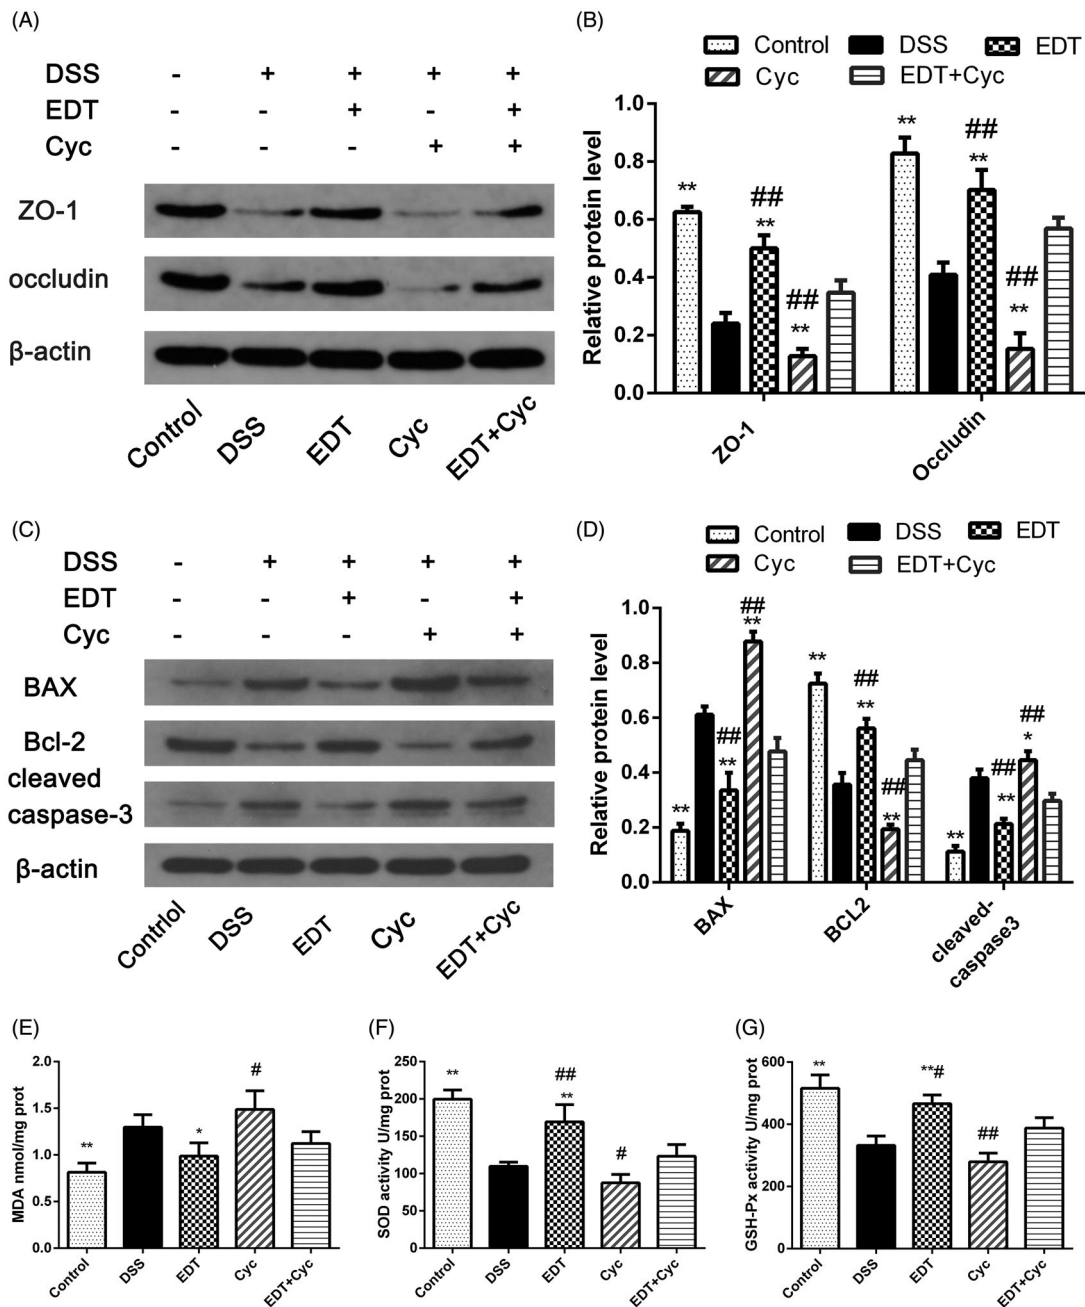 (A)
DSS - + + + +
EDT - - + - +
Cyc - - - + +
ZO-1
occludin
β-actin
Control DSS EDT Cyc EDT+Cyc
(B)
Control DSS EDT
Cyc EDT+Cyc
Relative protein level
1.0
0.8
0.6
0.4
0.2
0.0
** ## ** ## **
** ## ** ## **
ZO-1 Occludin
(C)
DSS - + + + +
EDT - - + - +
Cyc - - - + +
BAX
Bcl-2
cleaved
caspase-3
β-actin
Contrlol DSS EDT Cyc EDT+Cyc
(D)
Control DSS EDT
Cyc EDT+Cyc
Relative protein level
1.0
0.8
0.6
0.4
0.2
0.0
** ## ** ## **
** ## ** ## **
** ## ** ## *
BAX BCL2 cleaved-
caspase3
(E)
MDA nmol/mg prot
2.0
1.5
1.0
0.5
0.0
** * #
Control DSS EDT Cyc EDT+Cyc
(F)
SOD activity U/mg prot
250
200
150
100
50
0
** ## ** #
Control DSS EDT Cyc EDT+Cyc
(G)
GSH-Px activity U/mg prot
600
400
200
0
** **# ##
Control DSS EDT Cyc EDT+Cyc